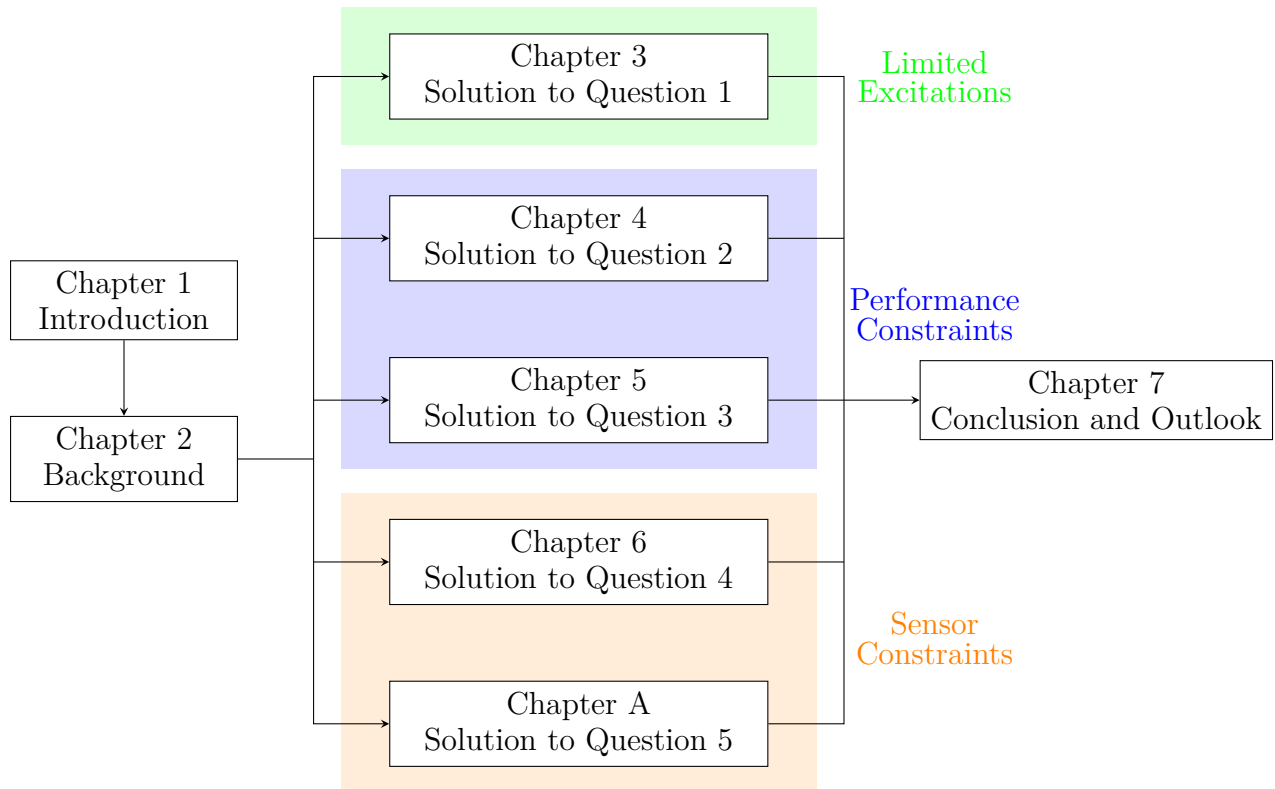 Chapter 1
Introduction
Chapter 2
Background
Chapter 3
Solution to Question 1
Limited
Excitations
Chapter 4
Solution to Question 2
Chapter 5
Solution to Question 3
Performance
Constraints
Chapter 6
Solution to Question 4
Chapter A
Solution to Question 5
Sensor
Constraints
Chapter 7
Conclusion and Outlook